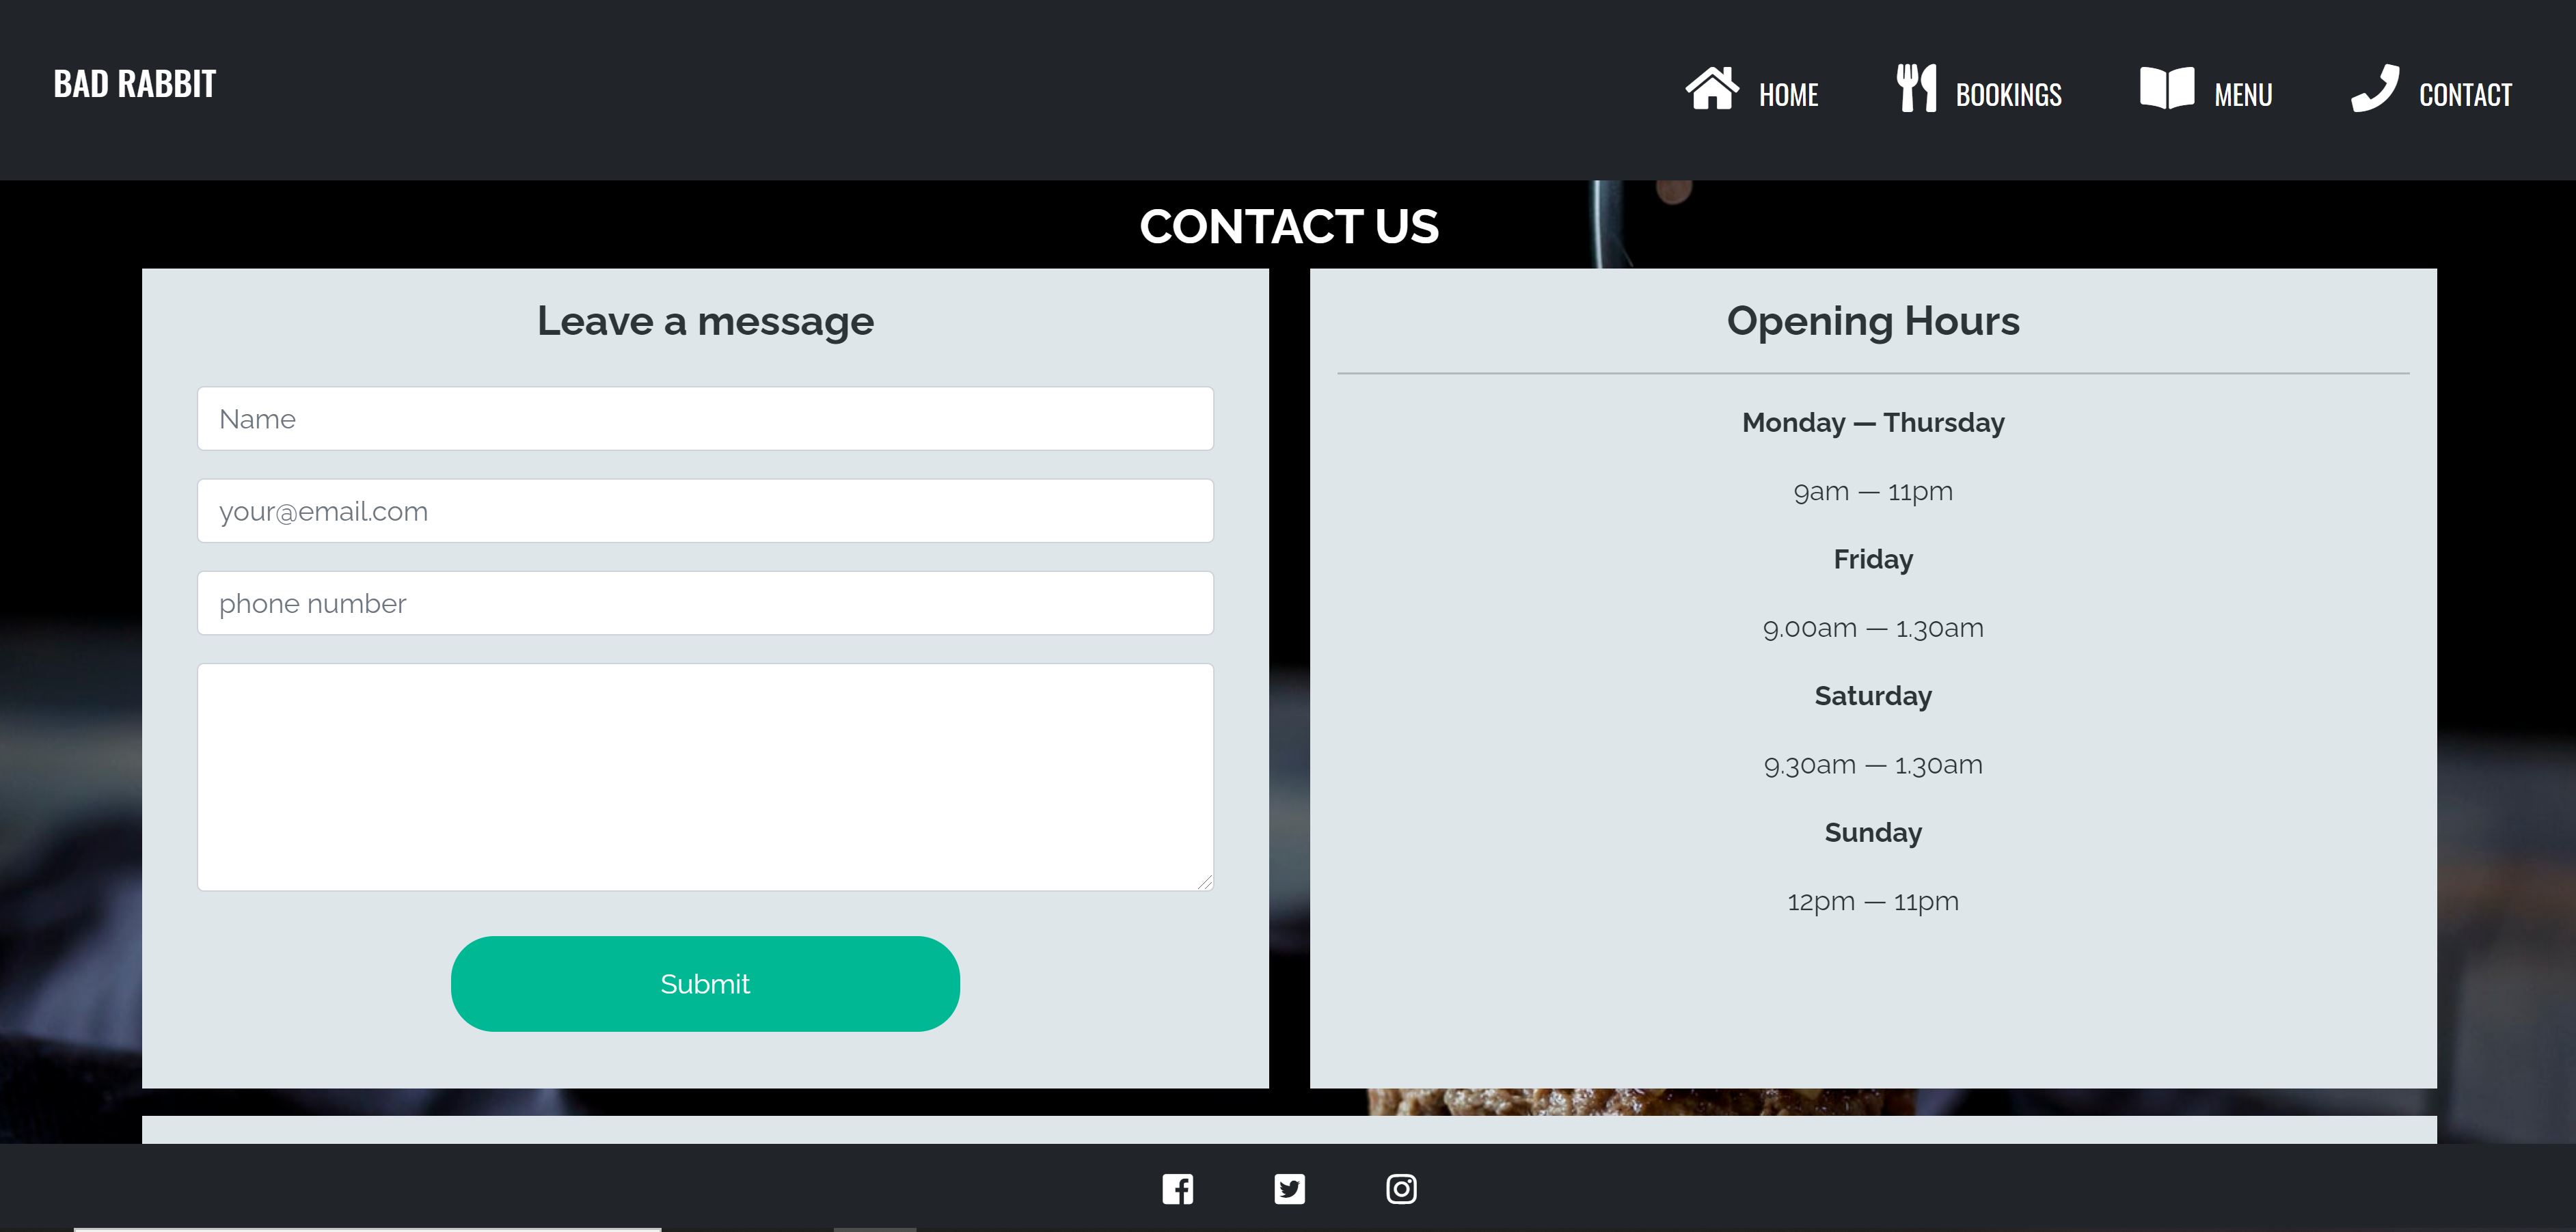 BAD RABBIT
HOME
BOOKINGS
MENU
CONTACT
CONTACT US
Leave a message
Name
your@email.com
phone number
Submit
Opening Hours
Monday — Thursday
9am — 11pm
Friday
9.00am — 1.30am
Saturday
9.30am — 1.30am
Sunday
12pm — 11pm